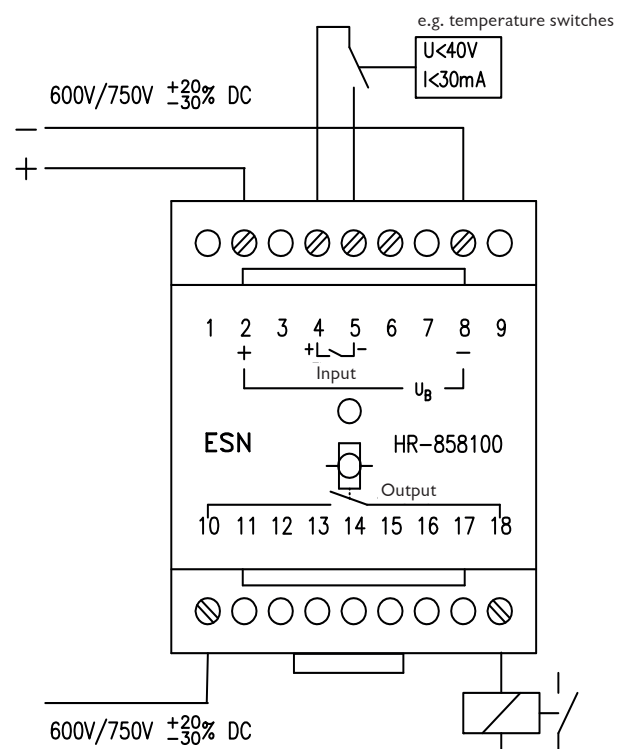 e.g. temperature switches
U<40V
I<30mA
600V/750V +20 −30% DC
−
+
1 2 3 4 5 6 7 8 9
+ + − −
Input
UB
ESN HR-858100
Output
10 11 12 13 14 15 16 17 18
600V/750V +20 −30% DC